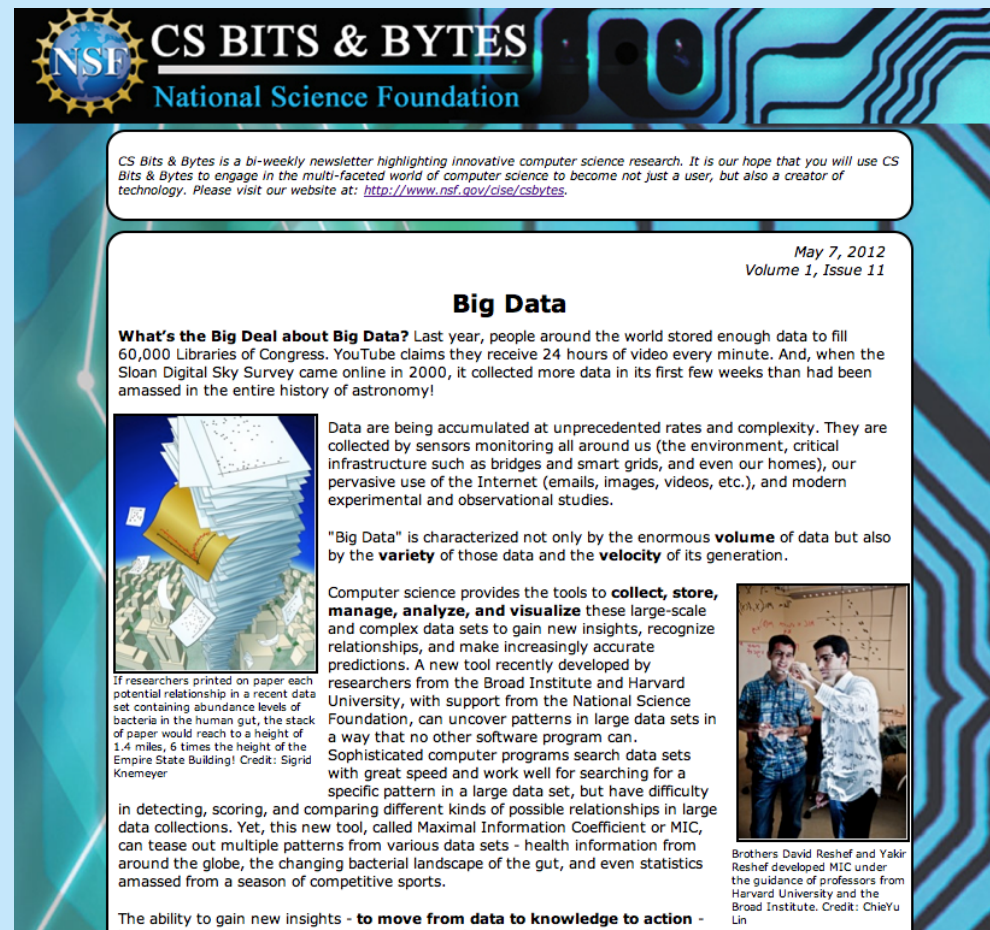 NSF
CS BITS & BYTES
National Science Foundation
CS Bits & Bytes is a bi-weekly newsletter highlighting innovative computer science research. It is our hope that you will use CS
Bits & Bytes to engage in the multi-faceted world of computer science to become not just a user, but also a creator of
technology. Please visit our website at: http://www.nsf.gov/cise/csbytes.
May 7, 2012
Volume 1, Issue 11
Big Data
What's the Big Deal about Big Data? Last year, people around the world stored enough data to fill
60,000 Libraries of Congress. YouTube claims they receive 24 hours of video every minute. And, when the
Sloan Digital Sky Survey came online in 2000, it collected more data in its first few weeks than had been
amassed in the entire history of astronomy!
Data are being accumulated at unprecedented rates and complexity. They are
collected by sensors monitoring all around us (the environment, critical
infrastructure such as bridges and smart grids, and even our homes), our
pervasive use of the Internet (emails, images, videos, etc.), and modern
experimental and observational studies.
"Big Data" is characterized not only by the enormous volume of data but also
by the variety of those data and the velocity of its generation.
If researchers printed on paper each
potential relationship in a recent data
set containing abundance levels of
bacteria in the human gut, the stack
of paper would reach to a height of
1.4 miles, 6 times the height of the
Empire State Building! Credit: Sigrid
Knemeyer
Computer science provides the tools to collect, store,
manage, analyze, and visualize these large-scale
and complex data sets to gain new insights, recognize
relationships, and make increasingly accurate
predictions. A new tool recently developed by
researchers from the Broad Institute and Harvard
University, with support from the National Science
Foundation, can uncover patterns in large data sets in
a way that no other software program can.
Sophisticated computer programs search data sets
with great speed and work well for searching for a
specific pattern in a large data set, but have difficulty
in detecting, scoring, and comparing different kinds of possible relationships in large
data collections. Yet, this new tool, called Maximal Information Coefficient or MIC,
can tease out multiple patterns from various data sets - health information from
around the globe, the changing bacterial landscape of the gut, and even statistics
amassed from a season of competitive sports.
Brothers David Reshef and Yakir
Reshef developed MIC under
the guidance of professors from
Harvard University and the
Broad Institute. Credit: ChieYu
Lin
The ability to gain new insights - to move from data to knowledge to action -